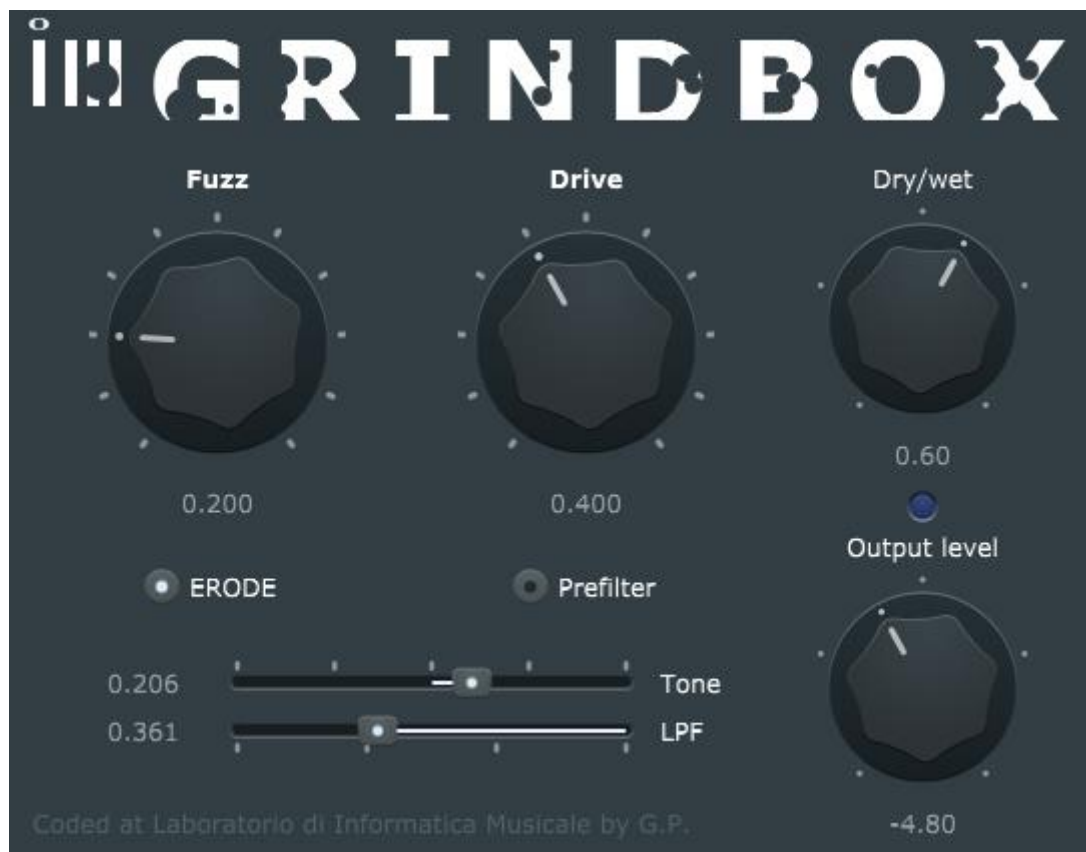 GRINDBOX
Fuzz
Drive
Dry/wet
0.200
0.400
0.60
Output level
ERODE
Prefilter
0.206
Tone
0.361
LPF
Coded at Laboratorio di Informatica Musicale by G.P.
-4.80